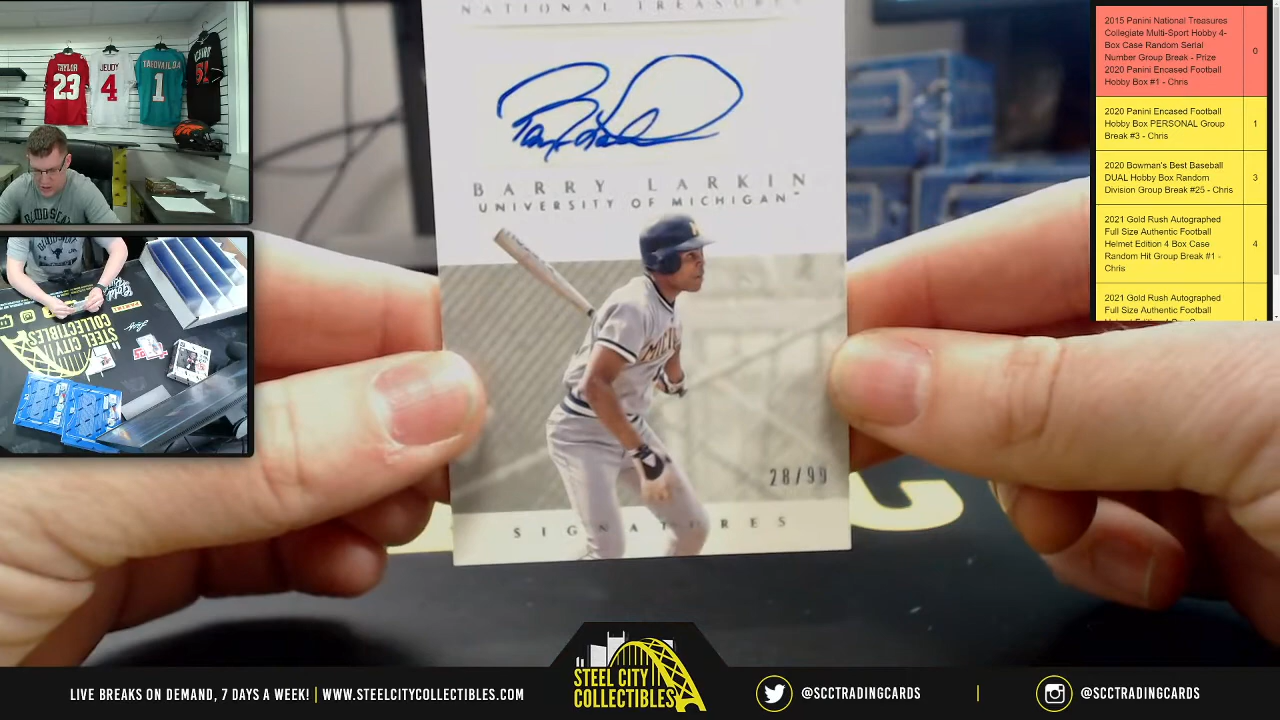 TAYLOR
23
JEUDY
4
TAGOVAILOA
1
51
STEEL CITY
COLLECTIBLES
NATIONAL TREASURES
BARRY LARKIN
UNIVERSITY OF MICHIGAN™
28/99
SIGNATURES
2015 Panini National Treasures
Collegiate Multi-Sport Hobby 4-
Box Case Random Serial
Number Group Break - Prize
2020 Panini Encased Football
Hobby Box #1 - Chris
0
2020 Panini Encased Football
Hobby Box PERSONAL Group
Break #3 - Chris
1
2020 Bowman's Best Baseball
DUAL Hobby Box Random
Division Group Break #25 - Chris
3
2021 Gold Rush Autographed
Full Size Authentic Football
Helmet Edition 4 Box Case
Random Hit Group Break #1 -
Chris
4
2021 Gold Rush Autographed
Full Size Authentic Football
LIVE BREAKS ON DEMAND, 7 DAYS A WEEK! | WWW.STEELCITYCOLLECTIBLES.COM
STEEL CITY
COLLECTIBLES
@SCCTRADINGCARDS
|
@SCCTRADINGCARDS